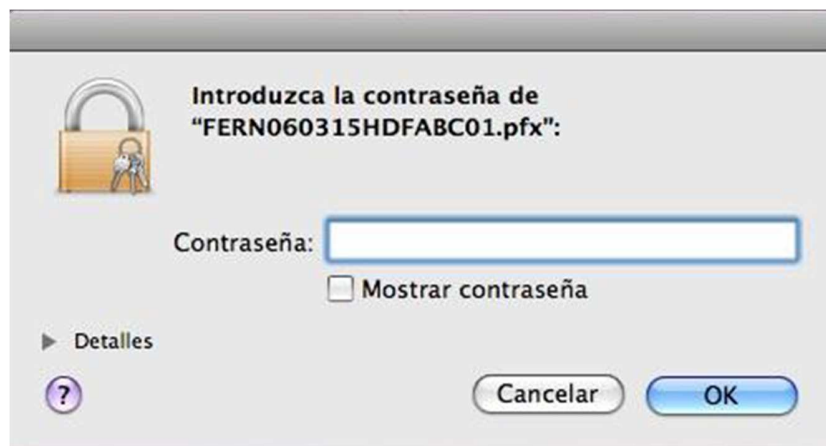 Introduzca la contraseña de
“FERN060315HDFABC01.pfx”:
Contraseña:
Mostrar contraseña
Detalles
?
Cancelar
OK